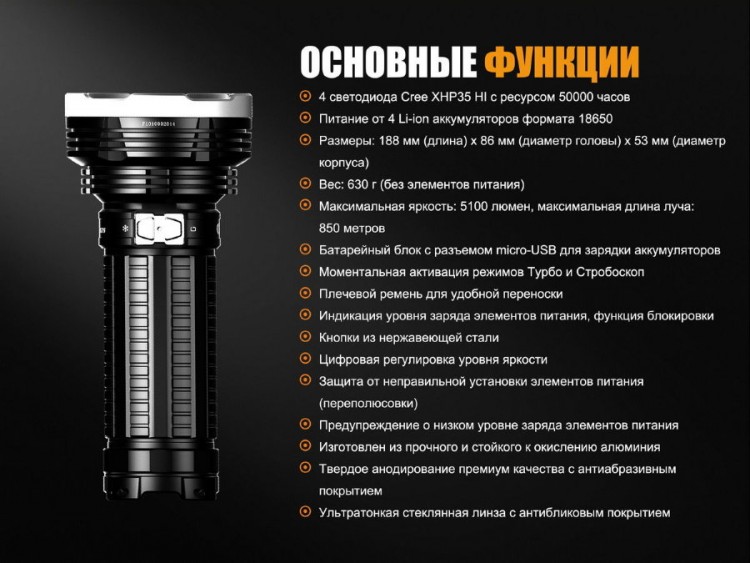 ОСНОВНЫЕ ФУНКЦИИ
4 светодиода Cree XHP35 HI с ресурсом 50000 часов
Питание от 4 Li-ion аккумуляторов формата 18650
Размеры: 188 мм (длина) x 86 мм (диаметр головы) x 53 мм (диаметр
корпуса)
Вес: 630 г (без элементов питания)
Максимальная яркость: 5100 люмен, максимальная длина луча:
850 метров
Батарейный блок с разъемом micro-USB для зарядки аккумуляторов
Моментальная активация режимов Турбо и Стробоскоп
Плечевой ремень для удобной переноски
Индикация уровня заряда элементов питания, функция блокировки
Кнопки из нержавеющей стали
Цифровая регулировка уровня яркости
Защита от неправильной установки элементов питания
(переполюсовки)
Предупреждение о низком уровне заряда элементов питания
Изготовлен из прочного и стойкого к окислению алюминия
Твердое анодирование премиум качества с антиабразивным
покрытием
Ультратонкая стеклянная линза с антибликовым покрытием